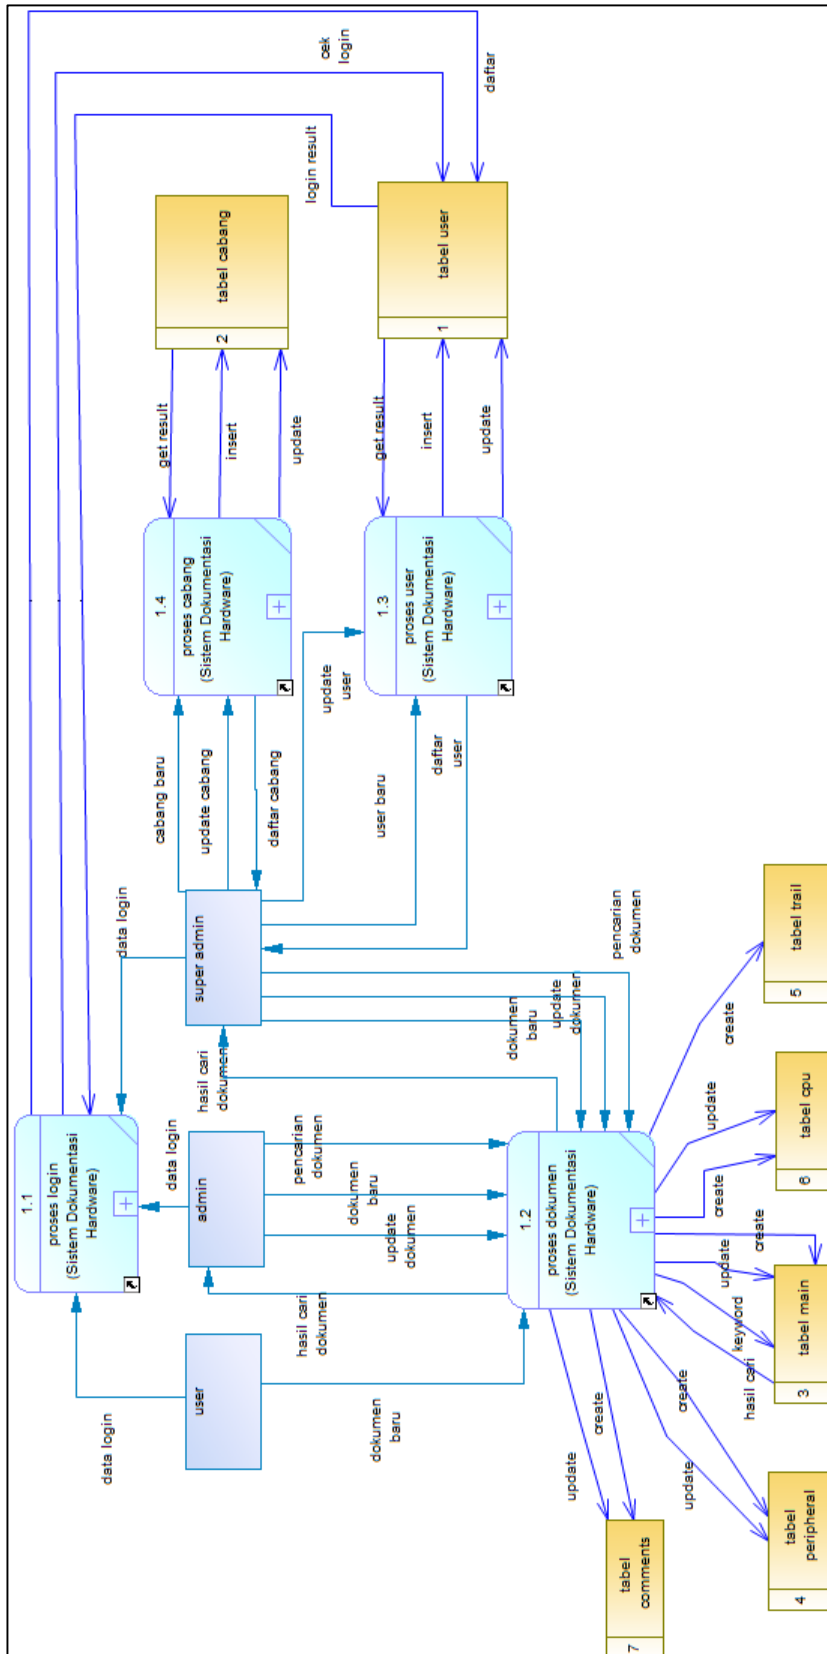 data login
user
dokumen
baru
1.1
proses login
(Sistem Dokumentasi
Hardware)
data login
admin
hasil cari
dokumen
update
dokumen
dokumen
baru
pencarian
dokumen
data login
super admin
hasil cari
dokumen
dokumen
baru
update
dokumen
pencarian
dokumen
cabang baru
update cabang
daftar cabang
update
user
user baru
daftar
user
1.4
proses cabang
(Sistem Dokumentasi
Hardware)
1.3
proses user
(Sistem Dokumentasi
Hardware)
get result
insert
update
get result
insert
update
2
tabel cabang
1
tabel user
login result
cek
login
daftar
1.2
proses dokumen
(Sistem Dokumentasi
Hardware)
update
create
update
create
hasil cari
keyword
update
create
create
update
create
7
tabel
comments
4
tabel
peripheral
3
tabel main
6
tabel cpu
5
tabel trail